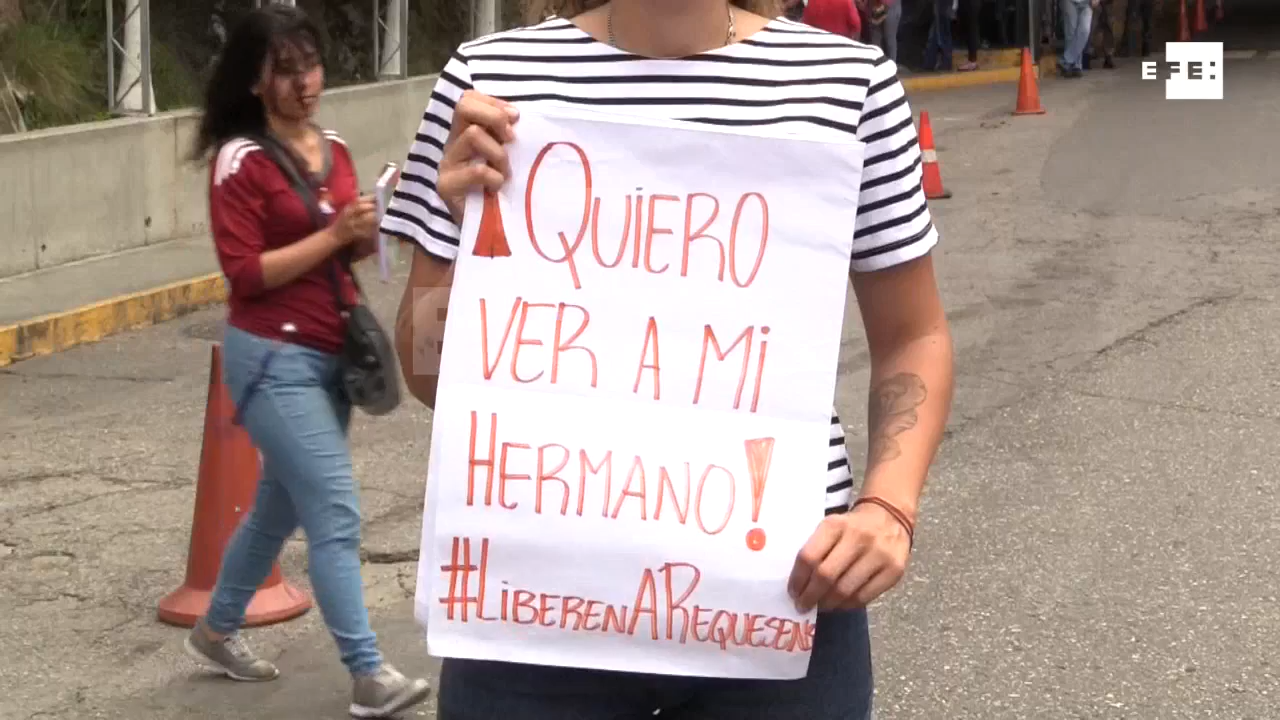 EFE:
¡QUIERO
VER A MI
HERMANO!
#LIBERENAREQUESENS